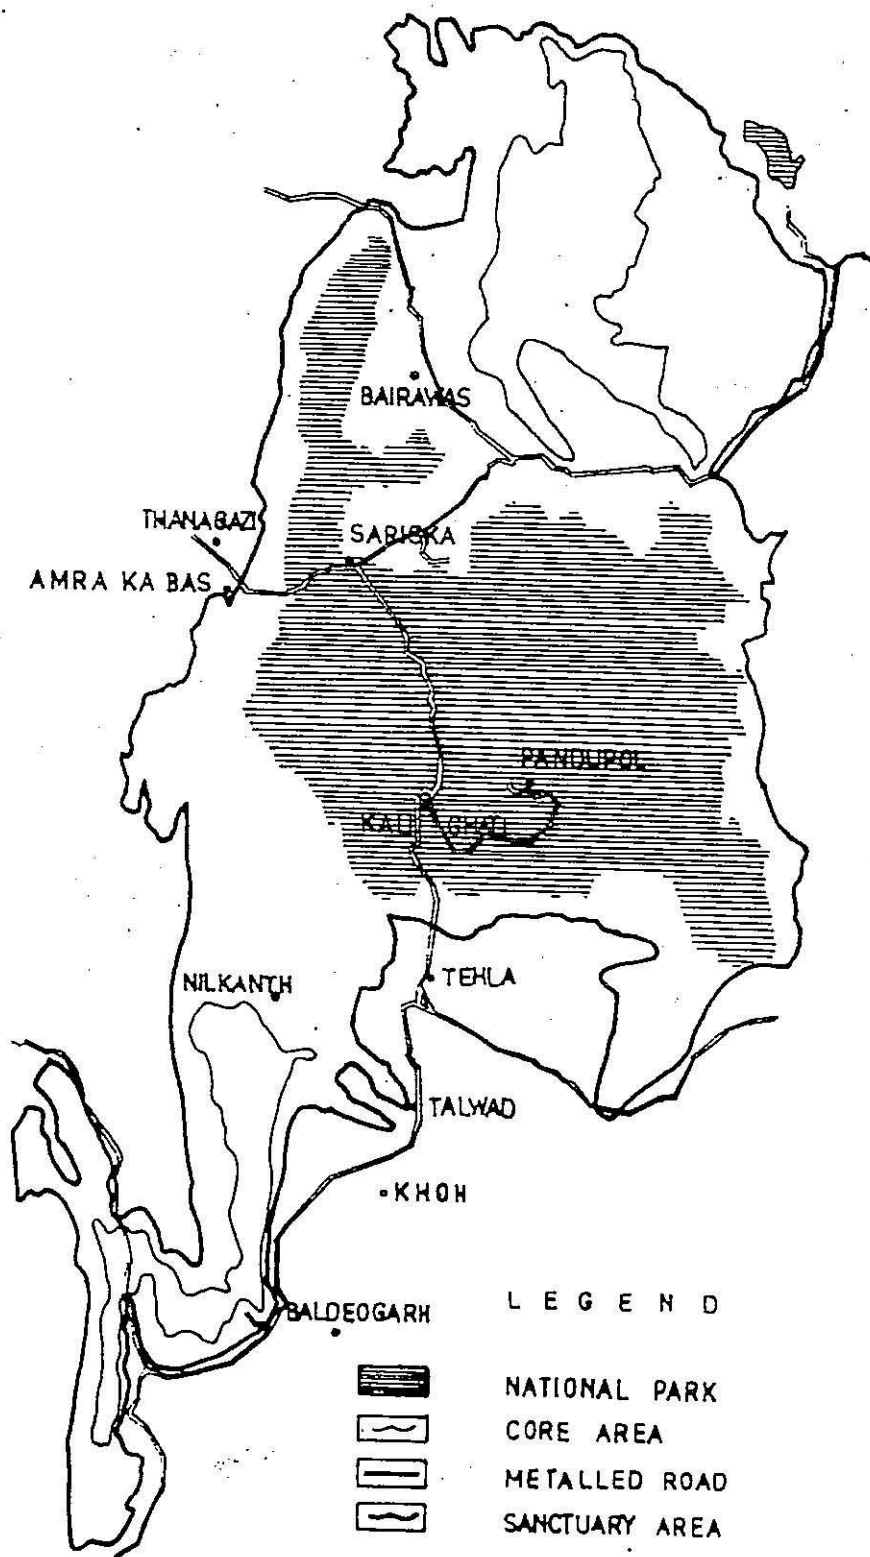 BAIRAWAS
THANAGAZI
SARISKA
AMRA KA BAS
PANDUPOL
KALI GHATI
NILKANTH
TEHLA
TALWAD
KHOH
BALDEOGARH
LEGEND
NATIONAL PARK
CORE AREA
METALLED ROAD
SANCTUARY AREA